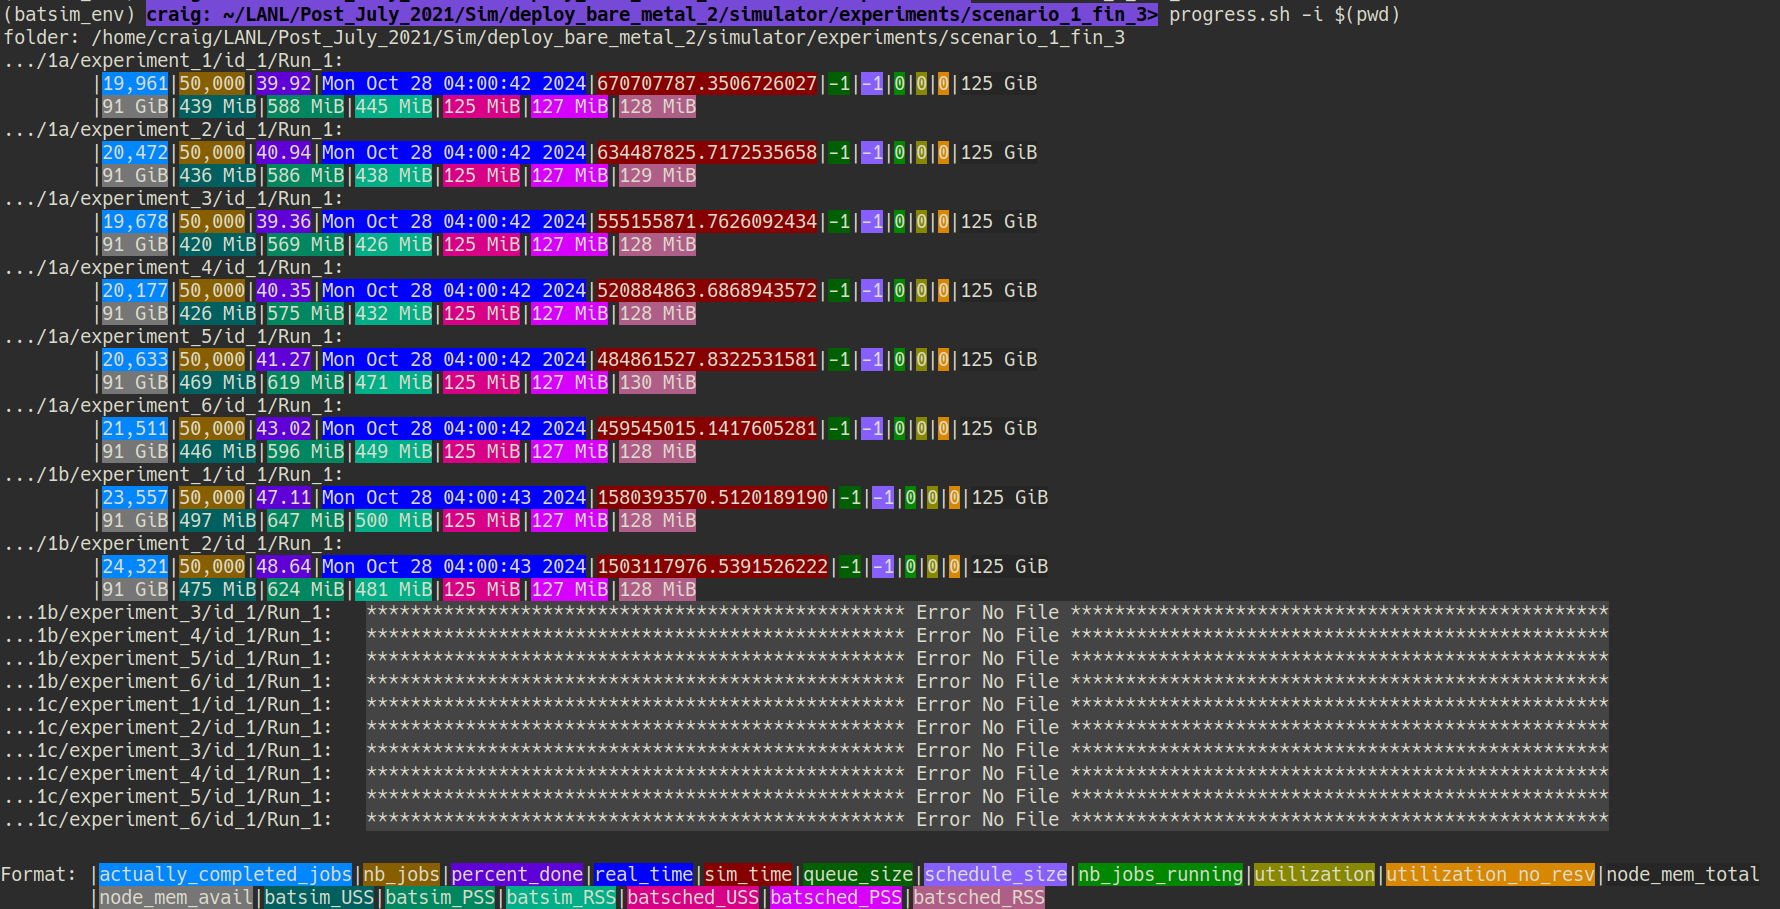 (batsim_env) craig: ~/LANL/Post_July_2021/Sim/deploy_bare_metal_2/simulator/experiments/scenario_1_fin_3> progress.sh -i $(pwd)
folder: /home/craig/LANL/Post_July_2021/Sim/deploy_bare_metal_2/simulator/experiments/scenario_1_fin_3
.../1a/experiment_1/id_1/Run_1:
|19,961|50,000|39.92|Mon Oct 28 04:00:42 2024|670707787.3506726027|-1|-1|0|0|0|125 GiB
|91 GiB|439 MiB|588 MiB|445 MiB|125 MiB|127 MiB|128 MiB
.../1a/experiment_2/id_1/Run_1:
|20,472|50,000|40.94|Mon Oct 28 04:00:42 2024|634487825.7172535658|-1|-1|0|0|0|125 GiB
|91 GiB|436 MiB|586 MiB|438 MiB|125 MiB|127 MiB|129 MiB
.../1a/experiment_3/id_1/Run_1:
|19,678|50,000|39.36|Mon Oct 28 04:00:42 2024|555155871.7626092434|-1|-1|0|0|0|125 GiB
|91 GiB|420 MiB|569 MiB|426 MiB|125 MiB|127 MiB|128 MiB
.../1a/experiment_4/id_1/Run_1:
|20,177|50,000|40.35|Mon Oct 28 04:00:42 2024|520884863.6868943572|-1|-1|0|0|0|125 GiB
|91 GiB|426 MiB|575 MiB|432 MiB|125 MiB|127 MiB|128 MiB
.../1a/experiment_5/id_1/Run_1:
|20,633|50,000|41.27|Mon Oct 28 04:00:42 2024|484861527.8322531581|-1|-1|0|0|0|125 GiB
|91 GiB|469 MiB|619 MiB|471 MiB|125 MiB|127 MiB|130 MiB
.../1a/experiment_6/id_1/Run_1:
|21,511|50,000|43.02|Mon Oct 28 04:00:42 2024|459545015.1417605281|-1|-1|0|0|0|125 GiB
|91 GiB|446 MiB|596 MiB|449 MiB|125 MiB|127 MiB|128 MiB
.../1b/experiment_1/id_1/Run_1:
|23,557|50,000|47.11|Mon Oct 28 04:00:43 2024|1580393570.5120189190|-1|-1|0|0|0|125 GiB
|91 GiB|497 MiB|647 MiB|500 MiB|125 MiB|127 MiB|128 MiB
.../1b/experiment_2/id_1/Run_1:
|24,321|50,000|48.64|Mon Oct 28 04:00:43 2024|1503117976.5391526222|-1|-1|0|0|0|125 GiB
|91 GiB|475 MiB|624 MiB|481 MiB|125 MiB|127 MiB|128 MiB
...1b/experiment_3/id_1/Run_1: ************************************************* Error No File *************************************************
...1b/experiment_4/id_1/Run_1: ************************************************* Error No File *************************************************
...1b/experiment_5/id_1/Run_1: ************************************************* Error No File *************************************************
...1b/experiment_6/id_1/Run_1: ************************************************* Error No File *************************************************
...1c/experiment_1/id_1/Run_1: ************************************************* Error No File *************************************************
...1c/experiment_2/id_1/Run_1: ************************************************* Error No File *************************************************
...1c/experiment_3/id_1/Run_1: ************************************************* Error No File *************************************************
...1c/experiment_4/id_1/Run_1: ************************************************* Error No File *************************************************
...1c/experiment_5/id_1/Run_1: ************************************************* Error No File *************************************************
...1c/experiment_6/id_1/Run_1: ************************************************* Error No File *************************************************
Format: |actually_completed_jobs|nb_jobs|percent_done|real_time|sim_time|queue_size|schedule_size|nb_jobs_running|utilization|utilization_no_resv|node_mem_total
|node_mem_avail|batsim_USS|batsim_PSS|batsim_RSS|batsched_USS|batsched_PSS|batsched_RSS